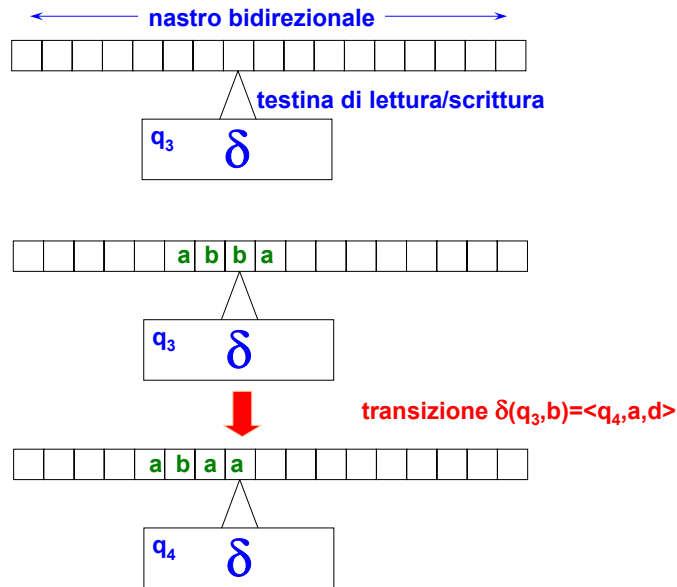 nastro bidirezionale
testina di lettura/scrittura
q₃ δ
a b b a
q₃ δ
transizione δ(q₃,b)=<q₄,a,d>
a b a a
q₄ δ